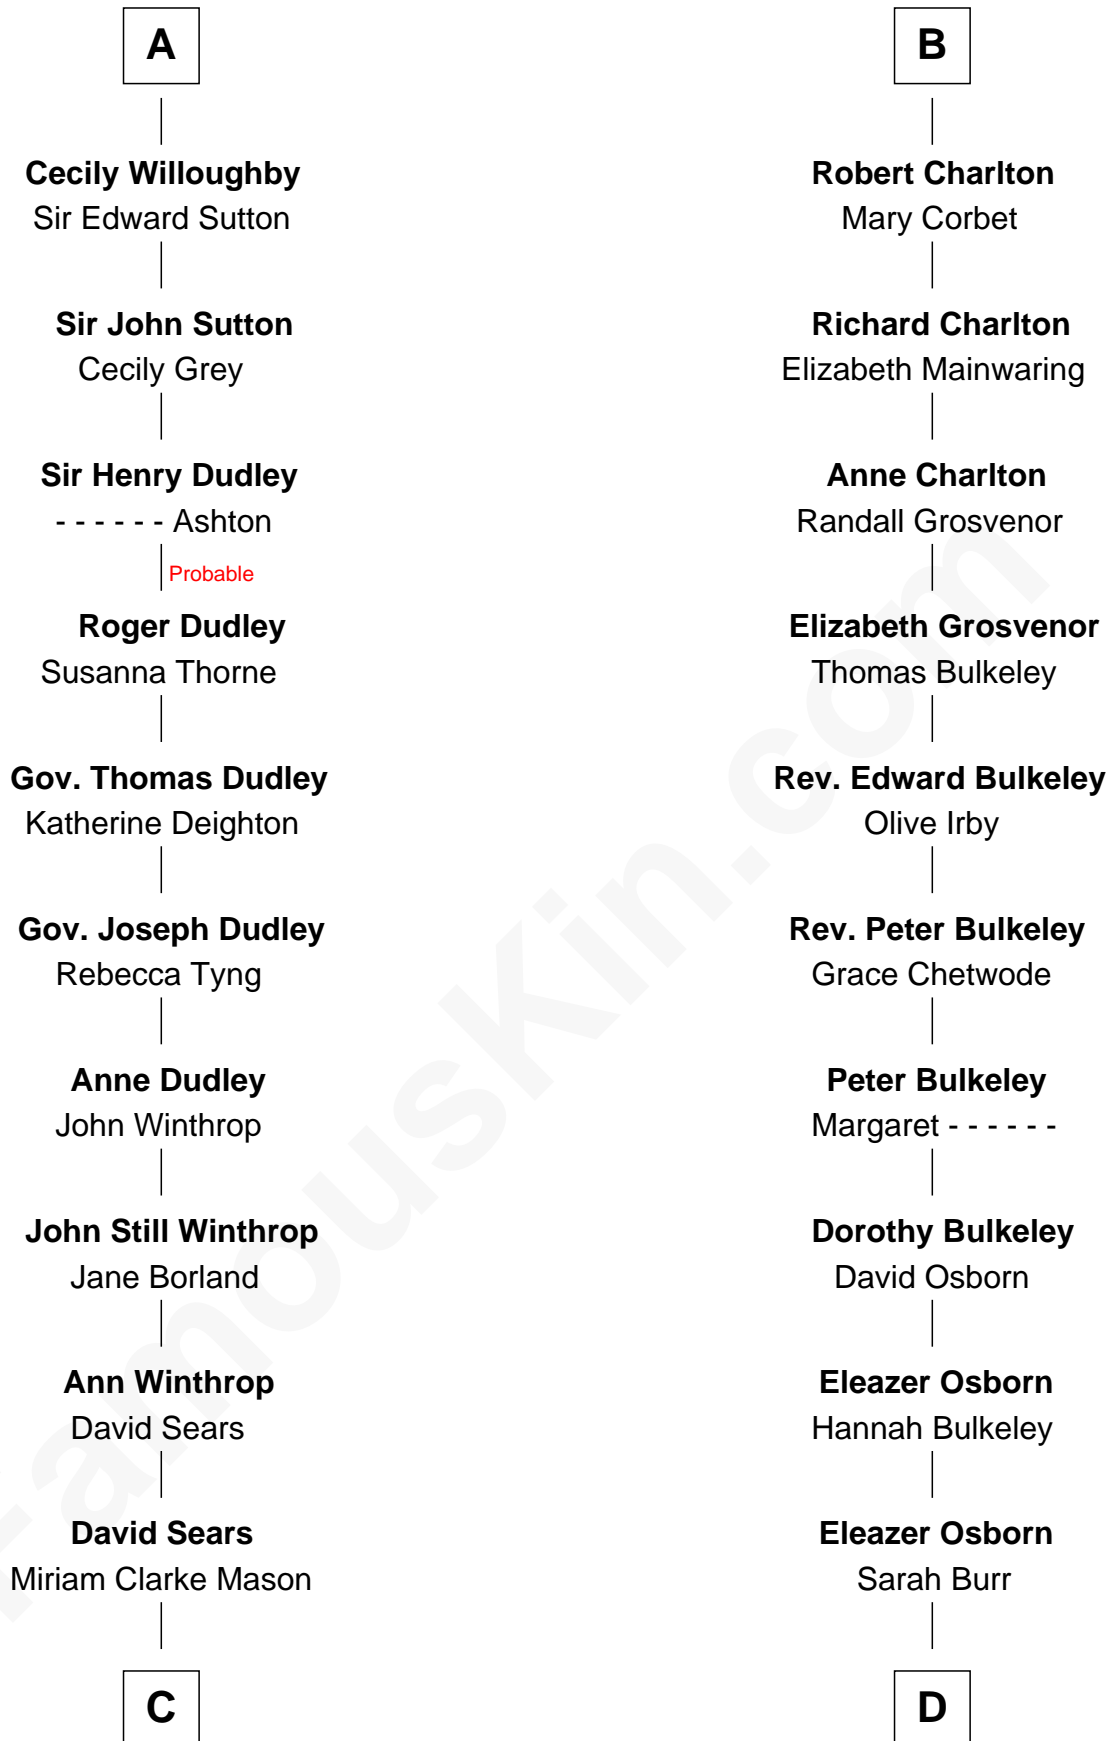 A
Cecily Willoughby
Sir Edward Sutton
Sir John Sutton
Cecily Grey
Sir Henry Dudley
- - - - - - Ashton
Probable
Roger Dudley
Susanna Thorne
Gov. Thomas Dudley
Katherine Deighton
Gov. Joseph Dudley
Rebecca Tyng
Anne Dudley
John Winthrop
John Still Winthrop
Jane Borland
Ann Winthrop
David Sears
David Sears
Miriam Clarke Mason
C
B
Robert Charlton
Mary Corbet
Richard Charlton
Elizabeth Mainwaring
Anne Charlton
Randall Grosvenor
Elizabeth Grosvenor
Thomas Bulkeley
Rev. Edward Bulkeley
Olive Irby
Rev. Peter Bulkeley
Grace Chetwode
Peter Bulkeley
Margaret - - - - - -
Dorothy Bulkeley
David Osborn
Eleazer Osborn
Hannah Bulkeley
Eleazer Osborn
Sarah Burr
D
FamousKin.com